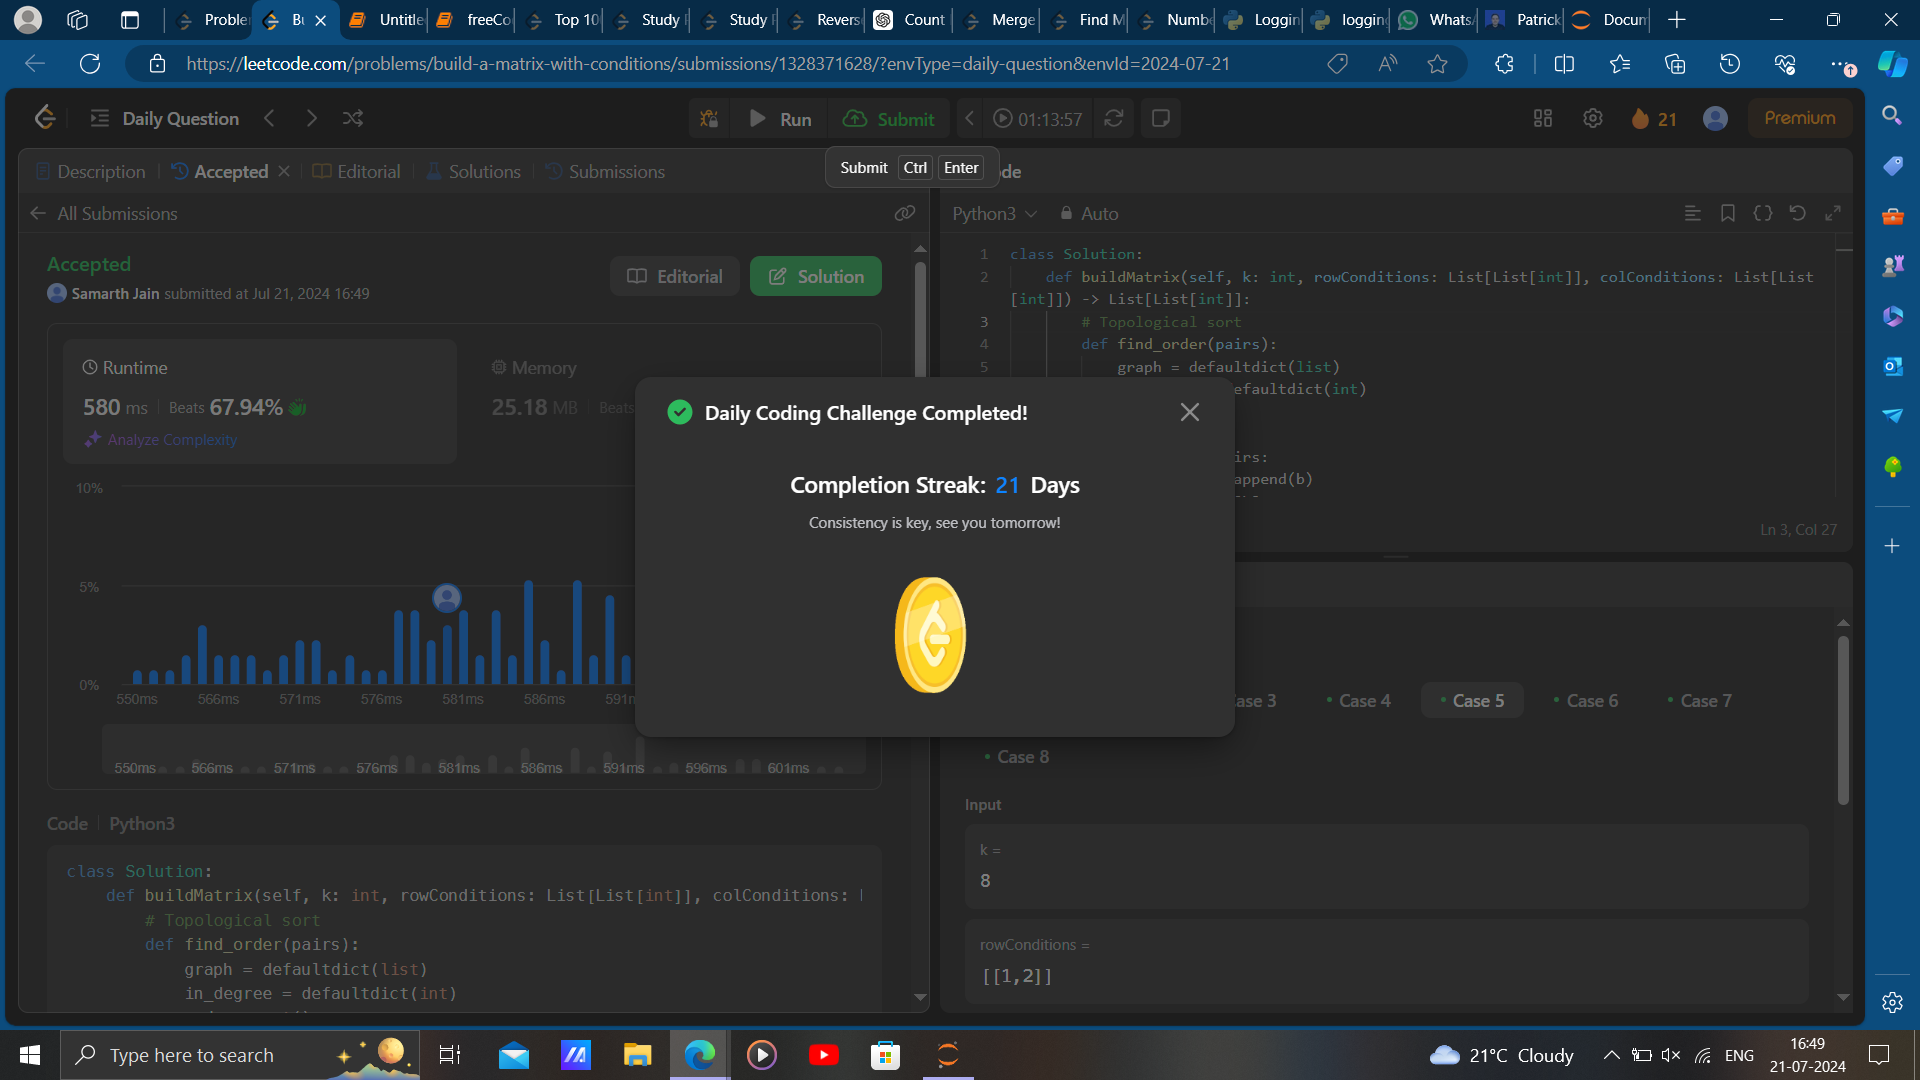 Proble
Bu
Untitle
freeCo
Top 10
Study P
Study P
Revers
Count
Merge
Find M
Numb
Loggin
logging
Whats
Patrick
Docum
https://leetcode.com/problems/build-a-matrix-with-conditions/submissions/1328371628/?envType=daily-question&envId=2024-07-21
Daily Question
Run
Submit
01:13:57
21
Premium
Description
Accepted
Editorial
Solutions
Submissions
Submit Ctrl Enter
de
All Submissions
Python3
Auto
Accepted
Samarth Jain submitted at Jul 21, 2024 16:49
Editorial
Solution
Runtime
580 ms
Beats 67.94%
Analyze Complexity
Memory
25.18 MB
Beats
10%
5%
0%
550ms 566ms 571ms 576ms 581ms 586ms 591m
550ms 566ms 571ms 576ms 581ms 586ms 591ms 596ms 601ms
Code
Python3
class Solution:
def buildMatrix(self, k: int, rowConditions: List[List[int]], colConditions: l
# Topological sort
def find_order(pairs):
graph = defaultdict(list)
in_degree = defaultdict(int)
1 class Solution:
2 def buildMatrix(self, k: int, rowConditions: List[List[int]], colConditions: List[List
[int]]) -> List[List[int]]:
3 # Topological sort
4 def find_order(pairs):
5 graph = defaultdict(list)
efaultdict(int)
irs:
append(b)
Ln 3, Col 27
Daily Coding Challenge Completed!
Completion Streak: 21 Days
Consistency is key, see you tomorrow!
ase 3
Case 4
Case 5
Case 6
Case 7
Case 8
Input
k =
8
rowConditions =
[[1,2]]
Type here to search
21°C Cloudy
ENG
16:49
21-07-2024